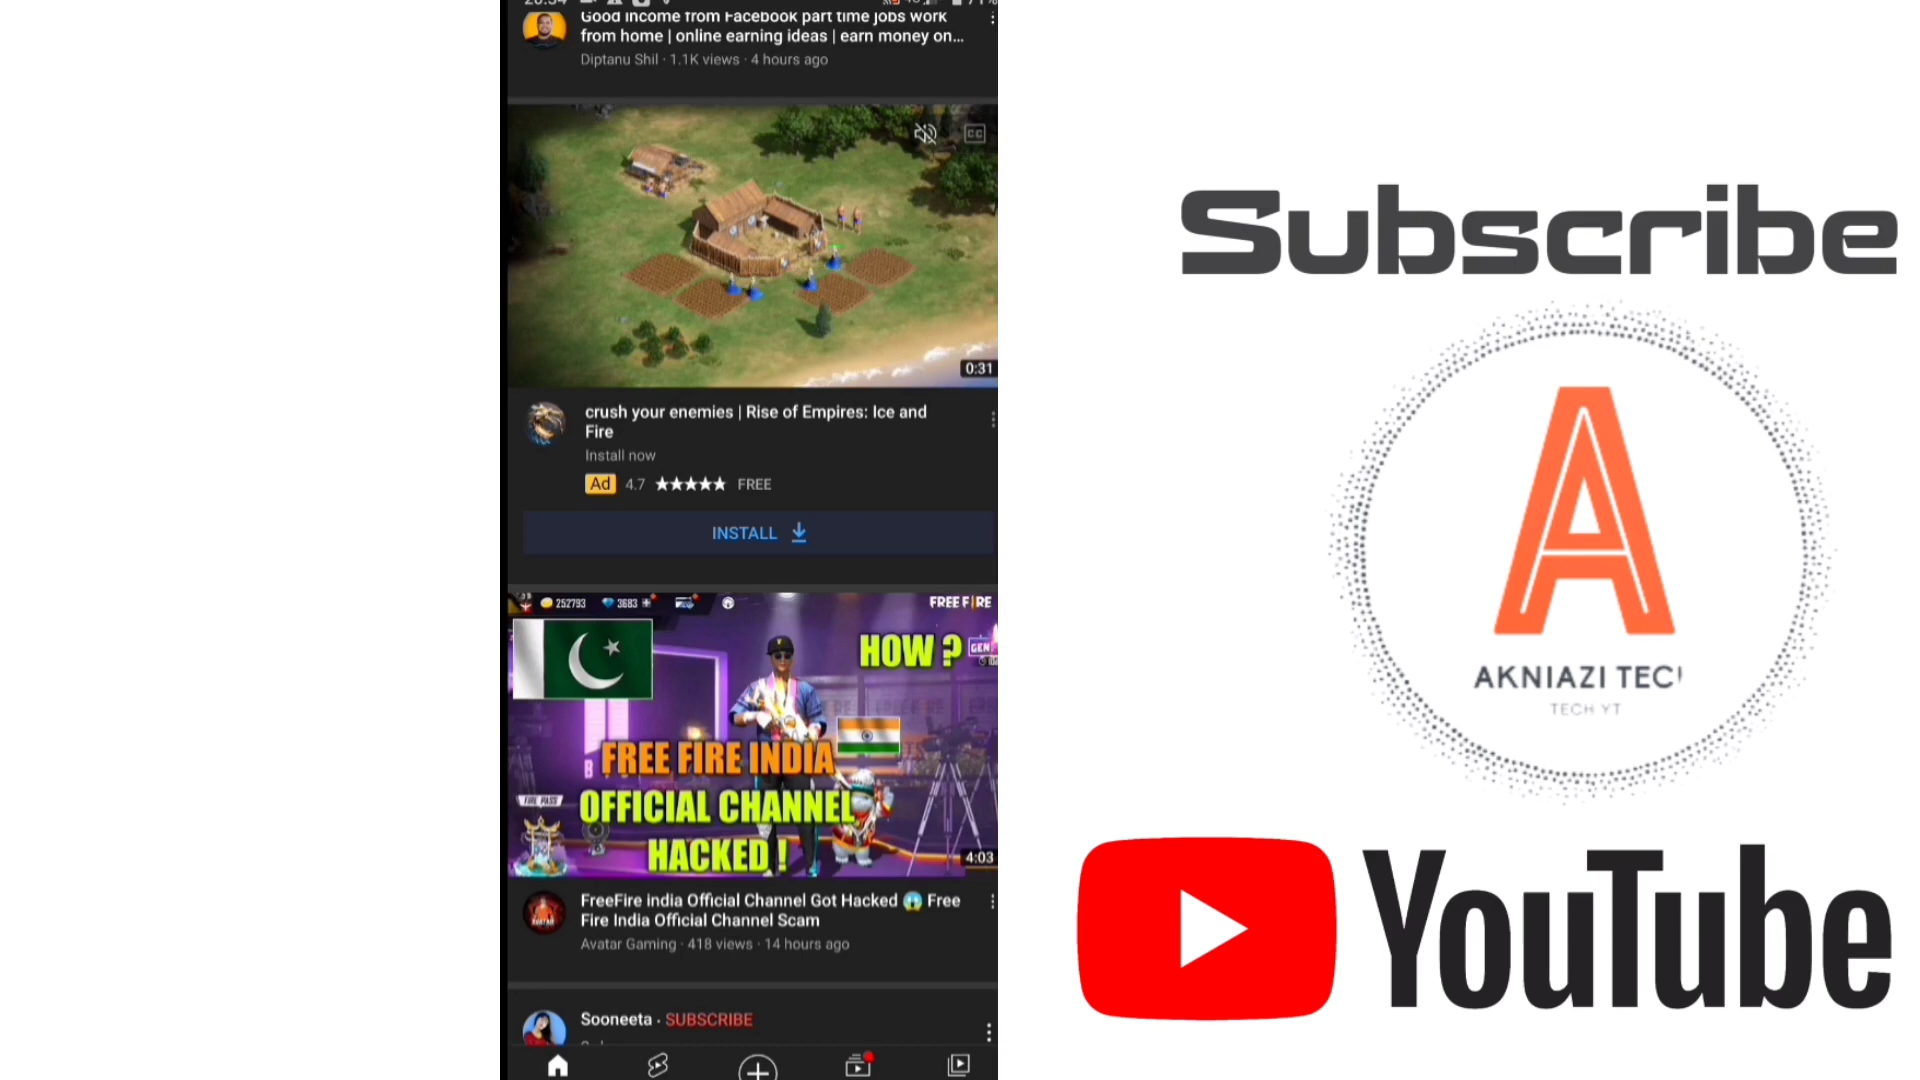 Good income from Facebook part time jobs work
from home | online earning ideas | earn money on...
Diptanu Shil · 1.1K views · 4 hours ago
CC
0:31
crush your enemies | Rise of Empires: Ice and
Fire
Install now
Ad 4.7 ★★★★★ FREE
INSTALL
252793 3683
FREE FIRE
HOW ?
GEN
FREE FIRE INDIA
OFFICIAL CHANNEL
HACKED !
FIRE PASS
4:03
FreeFire india Official Channel Got Hacked 😱 Free
Fire India Official Channel Scam
Avatar Gaming · 418 views · 14 hours ago
Sooneeta · SUBSCRIBE
Subscribe
A
AKNIAZI TEC
TECH YT
YouTube